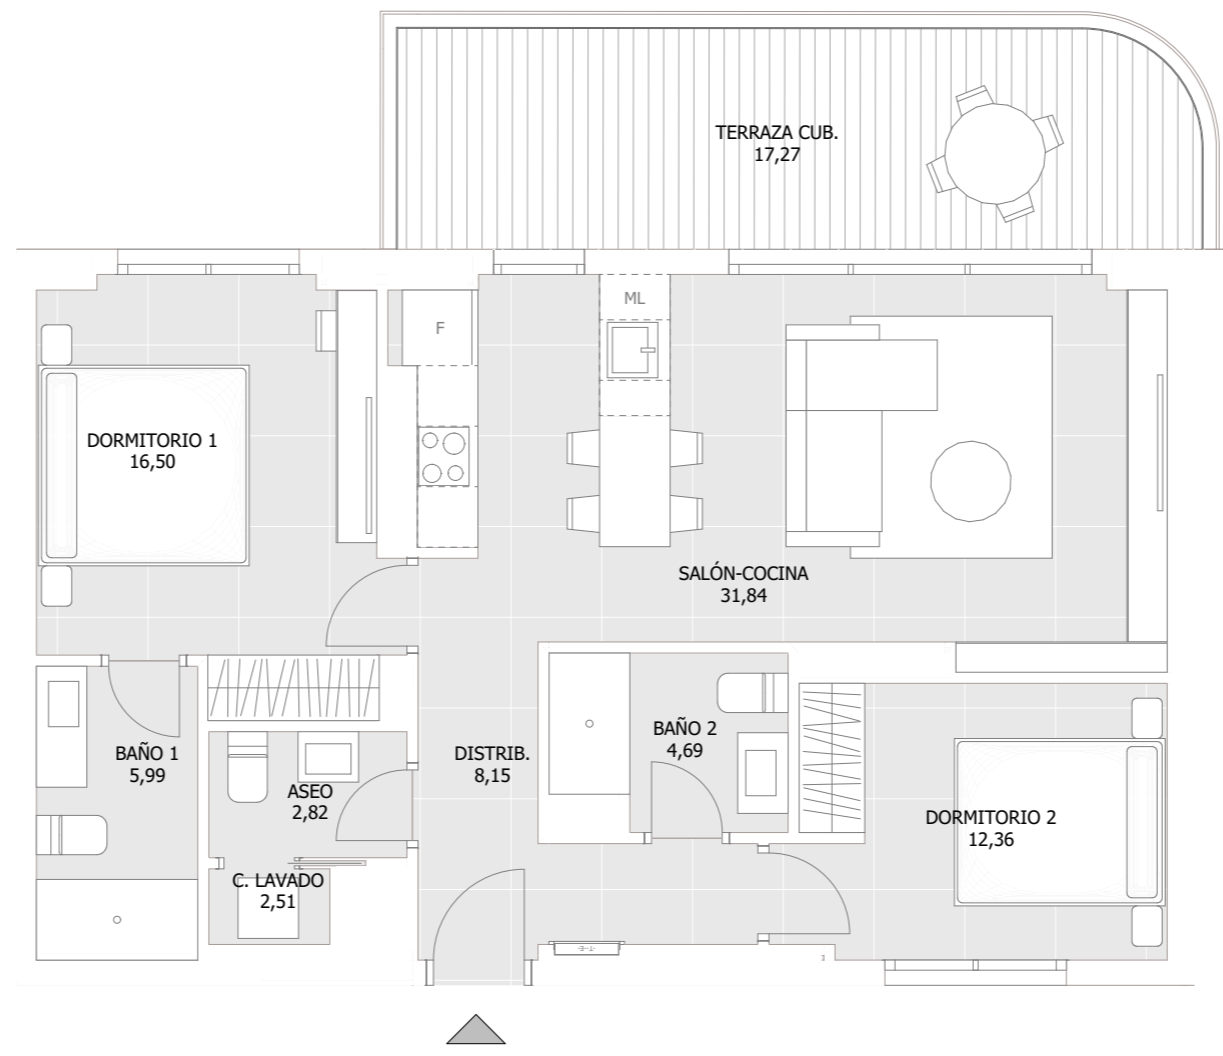 TERRAZA CUB.
17,27
ML
F
DORMITORIO 1
16,50
SALÓN-COCINA
31,84
BAÑO 1
5,99
ASEO
2,82
DISTRIB.
8,15
BAÑO 2
4,69
DORMITORIO 2
12,36
C. LAVADO
2,51